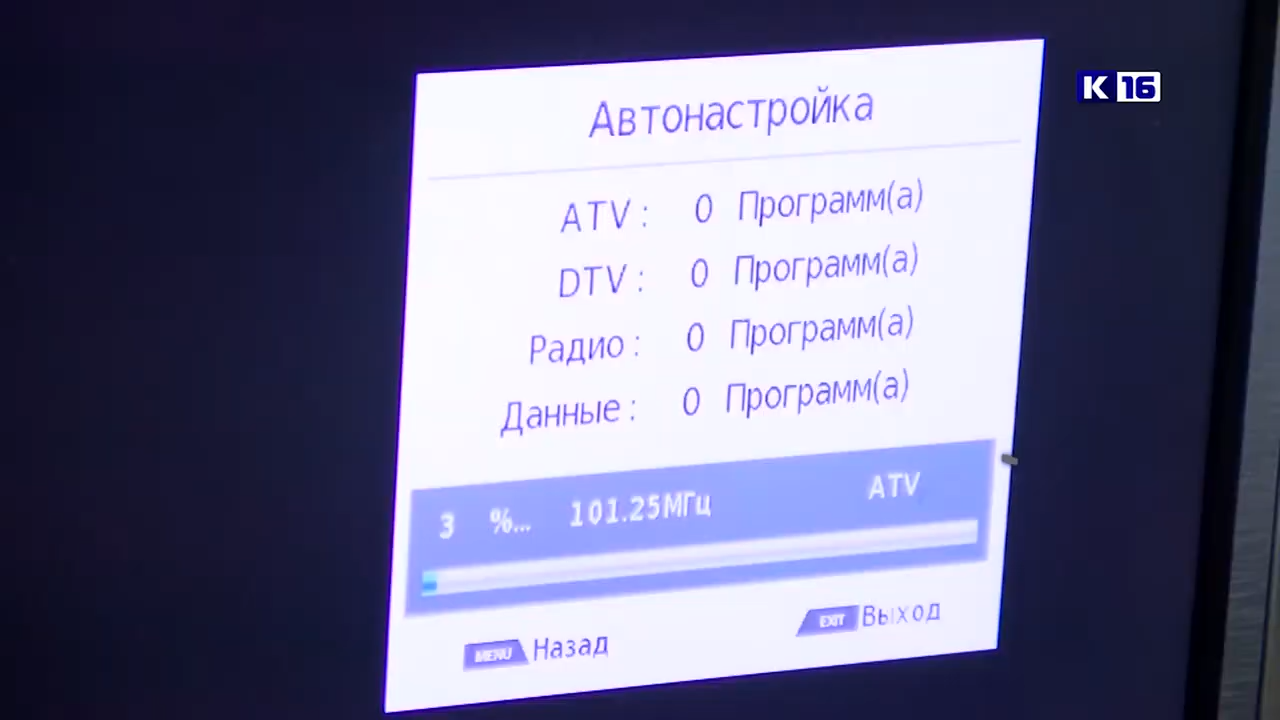 К 16
Автонастройка
ATV : 0 Программ(а)
DTV : 0 Программ(а)
Радио : 0 Программ(а)
Данные : 0 Программ(а)
3 %... 101.25МГц ATV
MENU Назад
EXIT Выход